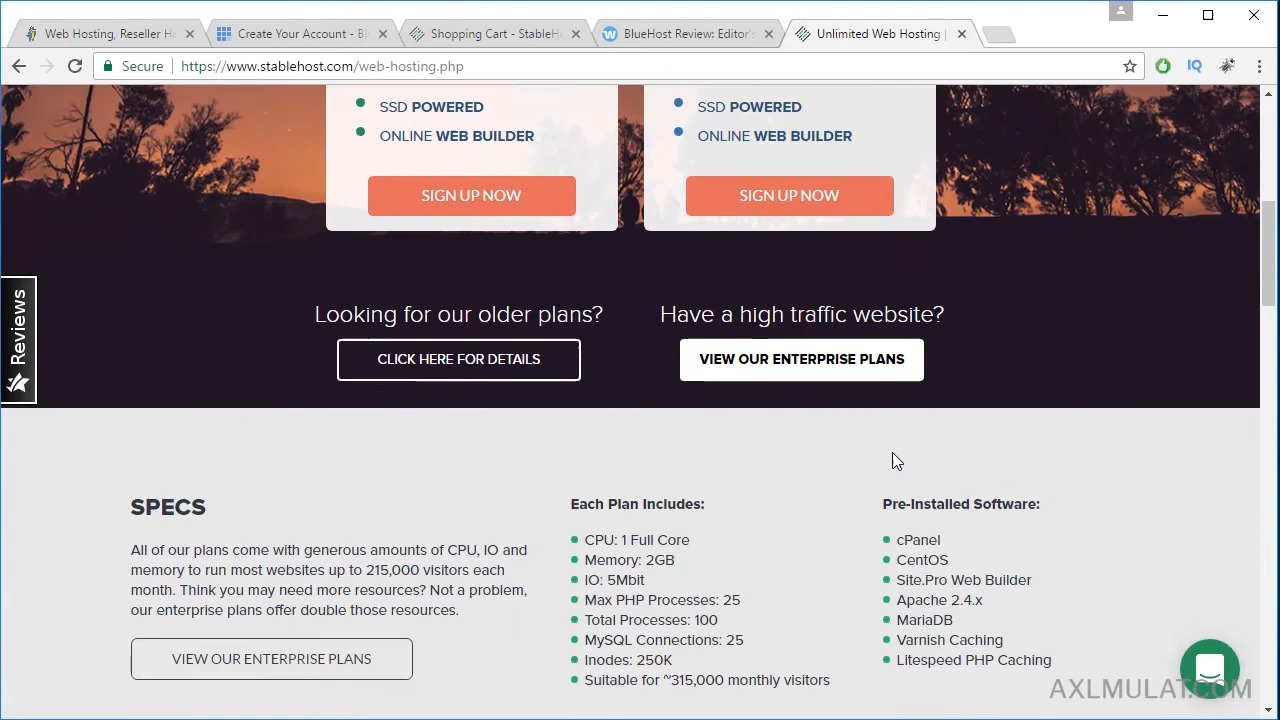 Web Hosting, Reseller H
Create Your Account - Bl
Shopping Cart - StableH
BlueHost Review: Editor's
Unlimited Web Hosting |
Secure
https://www.stablehost.com/web-hosting.php
IQ
SSD POWERED
ONLINE WEB BUILDER
SIGN UP NOW
SSD POWERED
ONLINE WEB BUILDER
SIGN UP NOW
Reviews
Looking for our older plans?
CLICK HERE FOR DETAILS
Have a high traffic website?
VIEW OUR ENTERPRISE PLANS
SPECS
All of our plans come with generous amounts of CPU, IO and
memory to run most websites up to 215,000 visitors each
month. Think you may need more resources? Not a problem,
our enterprise plans offer double those resources.
VIEW OUR ENTERPRISE PLANS
Each Plan Includes:
CPU: 1 Full Core
Memory: 2GB
IO: 5Mbit
Max PHP Processes: 25
Total Processes: 100
MySQL Connections: 25
Inodes: 250K
Suitable for ~315,000 monthly visitors
Pre-Installed Software:
cPanel
CentOS
Site.Pro Web Builder
Apache 2.4.x
MariaDB
Varnish Caching
Litespeed PHP Caching
AXLMULAT.COM